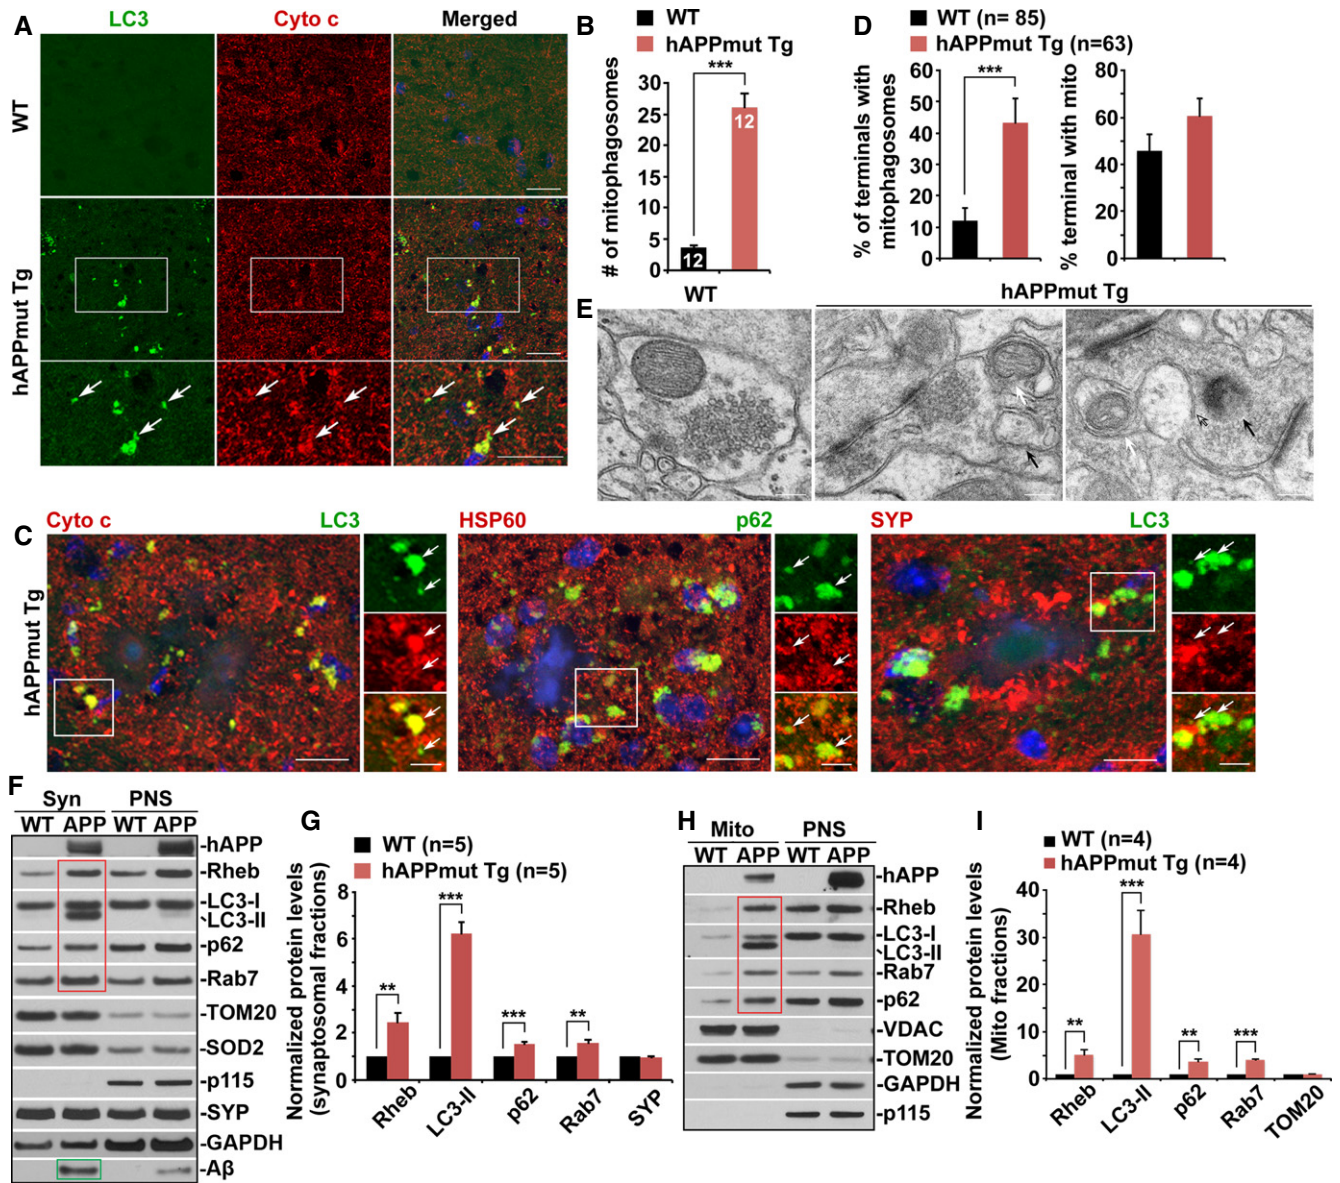 A
LC3
Cyto c
Merged
WT
hAPPmut Tg
B
WT
hAPPmut Tg
***
# of mitophagosomes
30
25
20
15
10
5
0
12
12
D
WT (n= 85)
hAPPmut Tg (n=63)
***
% of terminals with
mitophagosomes
60
50
40
30
20
10
0
% terminal with mito
80
60
40
20
0
E
WT
hAPPmut Tg
C
Cyto c
LC3
HSP60
p62
SYP
LC3
hAPPmut Tg
F
Syn
PNS
WT
APP
WT
APP
-hAPP
-Rheb
-LC3-I
LC3-II
-p62
-Rab7
-TOM20
-SOD2
-p115
-SYP
-GAPDH
-Aβ
G
WT (n=5)
hAPPmut Tg (n=5)
Normalized protein levels
(synaptosomal fractions)
8
6
4
2
0
**
***
***
**
Rheb
LC3-II
p62
Rab7
SYP
H
Mito
PNS
WT
APP
WT
APP
-hAPP
-Rheb
-LC3-I
LC3-II
-Rab7
-p62
-VDAC
-TOM20
-GAPDH
-p115
I
WT (n=4)
hAPPmut Tg (n=4)
Normalized protein levels
(Mito fractions)
40
30
20
10
5
0
**
***
**
***
Rheb
LC3-II
p62
Rab7
TOM20